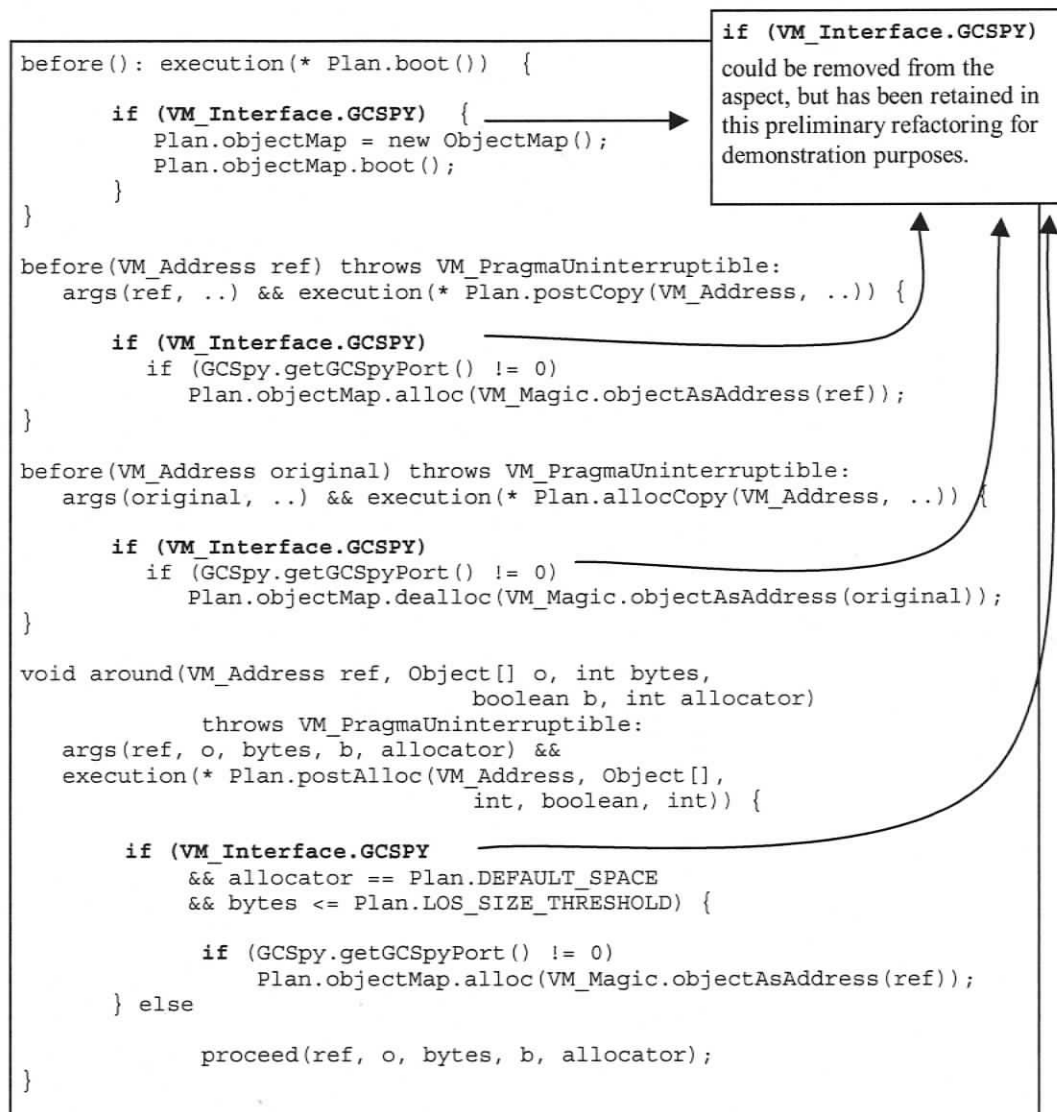 if (VM_Interface.GCSPY)
could be removed from the
aspect, but has been retained in
this preliminary refactoring for
demonstration purposes.
before(): execution(* Plan.boot()) {
if (VM_Interface.GCSPY) {
Plan.objectMap = new ObjectMap();
Plan.objectMap.boot();
}
}
before(VM_Address ref) throws VM_PragmaUninterruptible:
args(ref, ..) && execution(* Plan.postCopy(VM_Address, ..)) {
if (VM_Interface.GCSPY)
if (GCSpy.getGCSpyPort() != 0)
Plan.objectMap.alloc(VM_Magic.objectAsAddress(ref));
}
before(VM_Address original) throws VM_PragmaUninterruptible:
args(original, ..) && execution(* Plan.allocCopy(VM_Address, ..)) {
if (VM_Interface.GCSPY)
if (GCSpy.getGCSpyPort() != 0)
Plan.objectMap.dealloc(VM_Magic.objectAsAddress(original));
}
void around(VM_Address ref, Object[] o, int bytes,
boolean b, int allocator)
throws VM_PragmaUninterruptible:
args(ref, o, bytes, b, allocator) &&
execution(* Plan.postAlloc(VM_Address, Object[],
int, boolean, int)) {
if (VM_Interface.GCSPY
&& allocator == Plan.DEFAULT_SPACE
&& bytes <= Plan.LOS_SIZE_THRESHOLD) {
if (GCSpy.getGCSpyPort() != 0)
Plan.objectMap.alloc(VM_Magic.objectAsAddress(ref));
} else
proceed(ref, o, bytes, b, allocator);
}